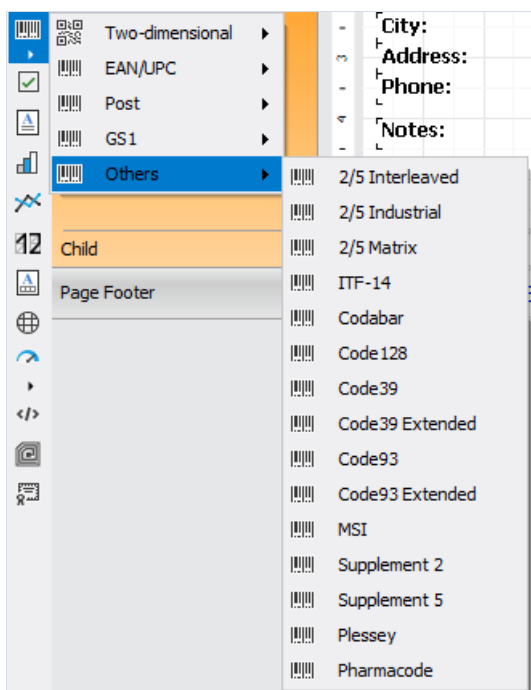 Two-dimensional
EAN/UPC
Post
GS1
Others
City:
Address:
Phone:
Notes:
3
4
2/5 Interleaved
2/5 Industrial
2/5 Matrix
ITF-14
Codabar
Code128
Code39
Code39 Extended
Code93
Code93 Extended
MSI
Supplement 2
Supplement 5
Plessey
Pharmacode
Child
Page Footer
12